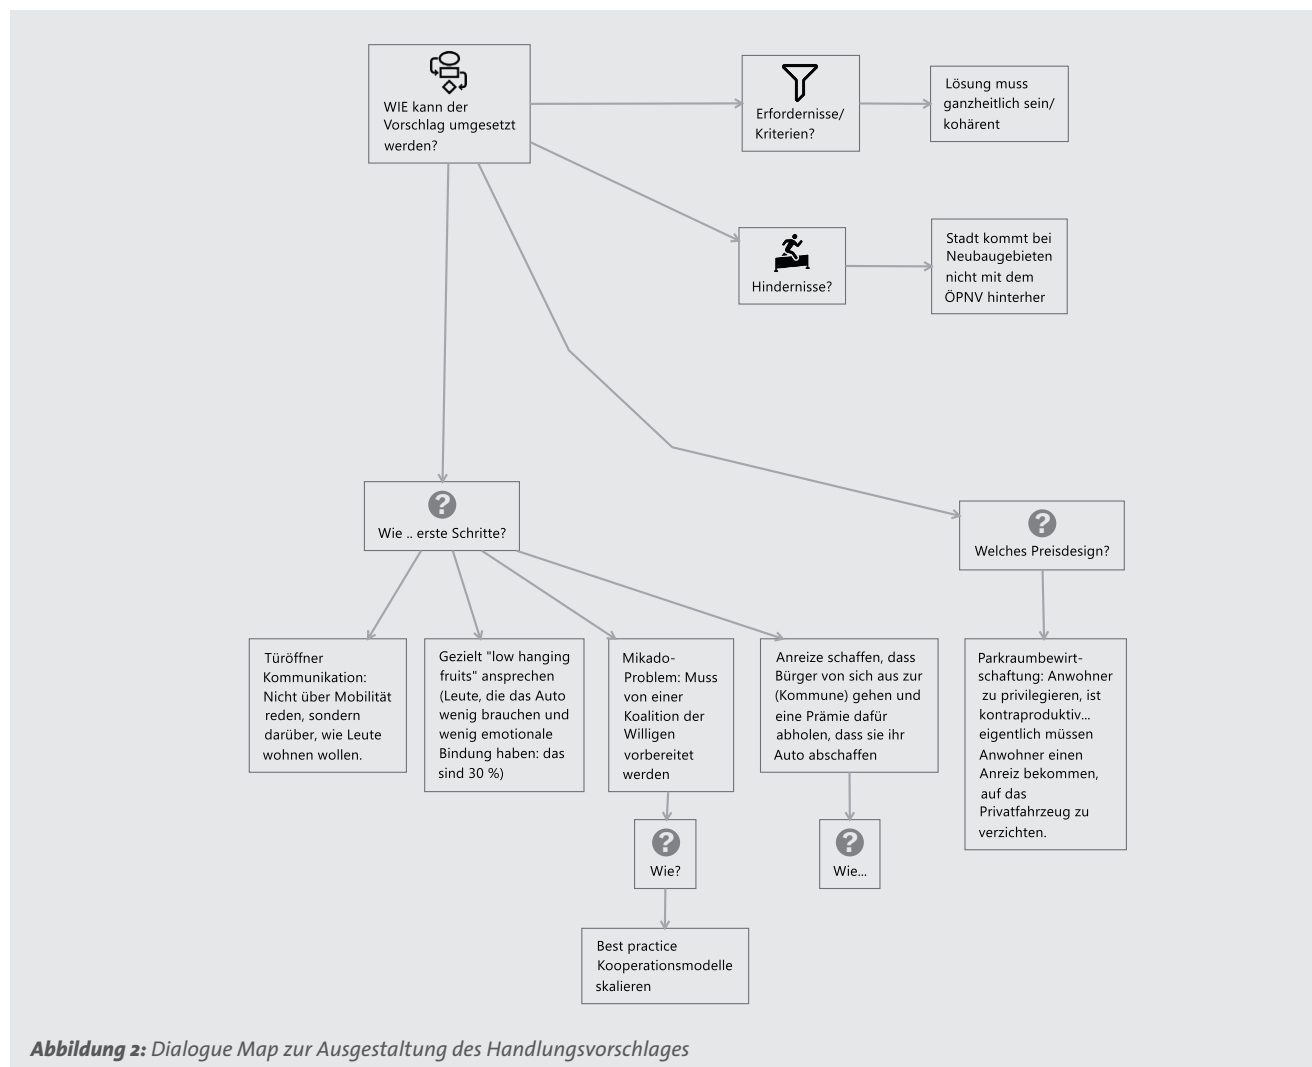 WIE kann der
Vorschlag umgesetzt
werden?
Erfordernisse/
Kriterien?
Lösung muss
ganzheitlich sein/
kohärent
Hindernisse?
Stadt kommt bei
Neubaugebieten
nicht mit dem
ÖPNV hinterher
Wie .. erste Schritte?
Welches Preisdesign?
Türöffner
Kommunikation:
Nicht über Mobilität
reden, sondern
darüber, wie Leute
wohnen wollen.
Gezielt "low hanging
fruits" ansprechen
(Leute, die das Auto
wenig brauchen und
wenig emotionale
Bindung haben: das
sind 30 %)
Mikado-
Problem: Muss
von einer
Koalition der
Willigen
vorbereitet
werden
Anreize schaffen, dass
Bürger von sich aus zur
(Kommune) gehen und
eine Prämie dafür
abholen, dass sie ihr
Auto abschaffen
Parkraumbewirt-
schaftung: Anwohner
zu privilegieren, ist
kontraproduktiv...
eigentlich müssen
Anwohner einen
Anreiz bekommen,
auf das
Privatfahrzeug zu
verzichten.
Wie?
Wie...
Best practice
Kooperationsmodelle
skalieren
Abbildung 2: Dialogue Map zur Ausgestaltung des Handlungsvorschlages